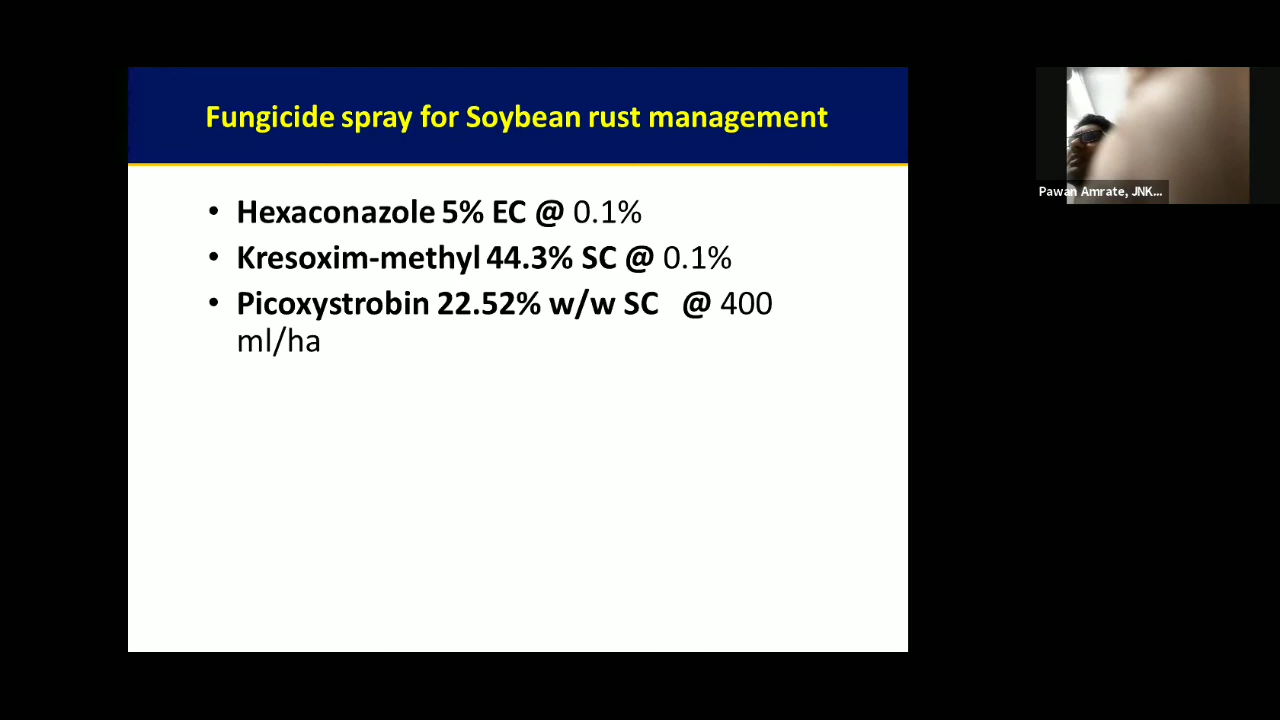 Fungicide spray for Soybean rust management
• Hexaconazole 5% EC @ 0.1%
• Kresoxim-methyl 44.3% SC @ 0.1%
• Picoxystrobin 22.52% w/w SC @ 400
ml/ha
Pawan Amrate, JNK...